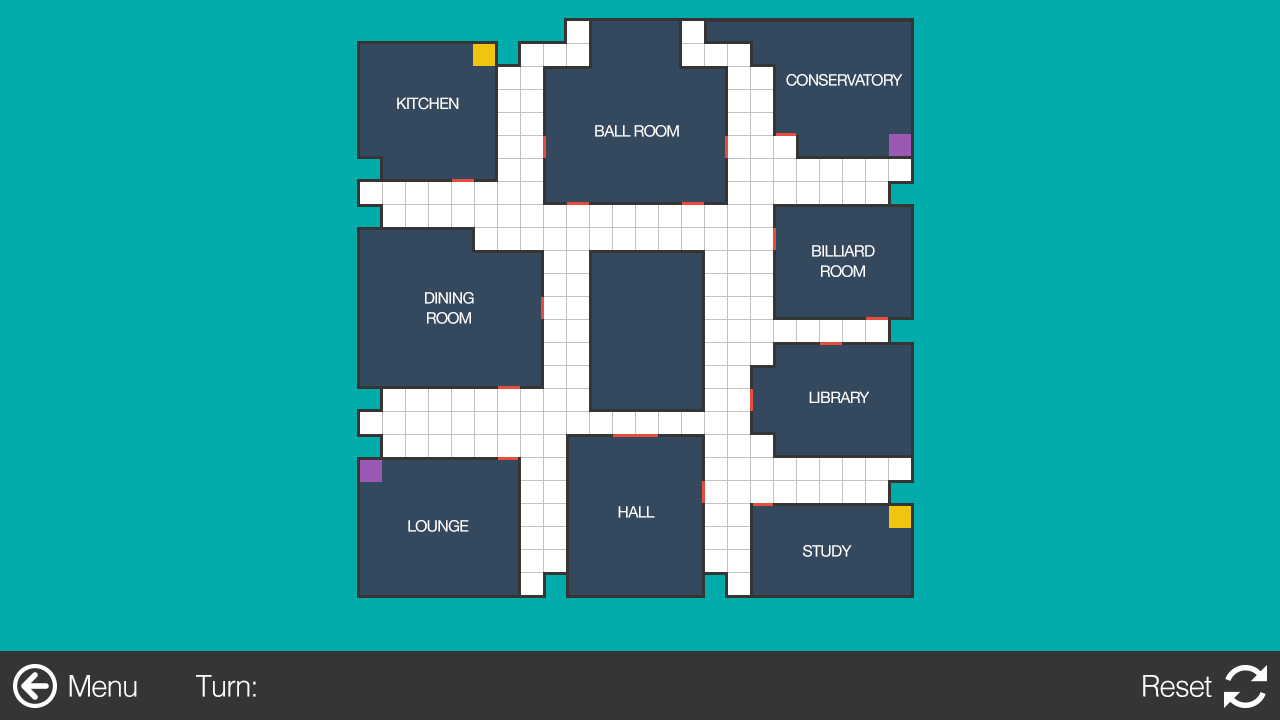 CONSERVATORY
KITCHEN
BALL ROOM
BILLIARD
ROOM
DINING
ROOM
LIBRARY
LOUNGE
HALL
STUDY
Menu
Turn:
Reset